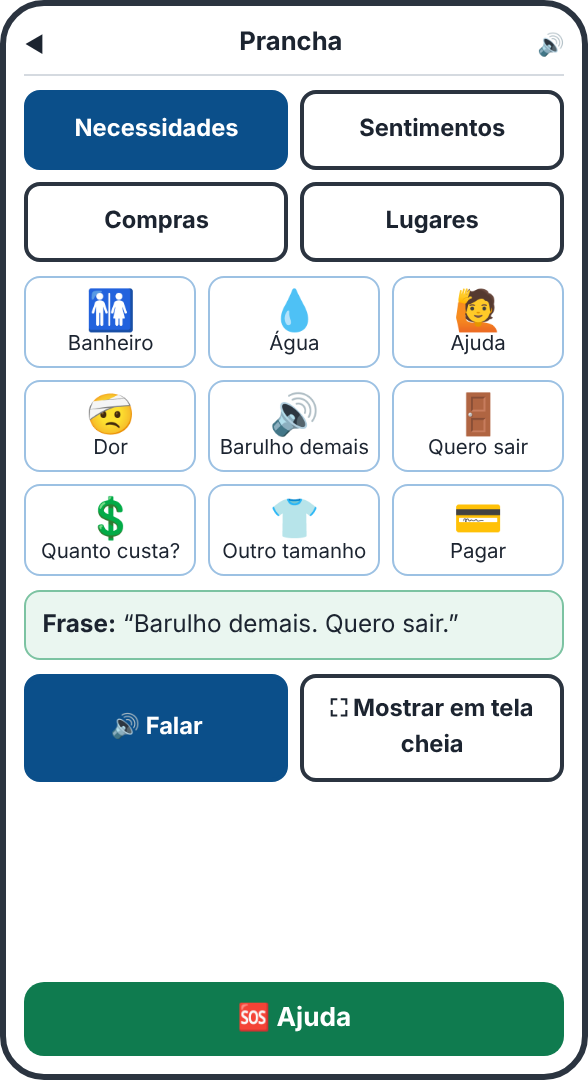 Prancha
Necessidades
Sentimentos
Compras
Lugares
Banheiro
Água
Ajuda
Dor
Barulho demais
Quero sair
Quanto custa?
Outro tamanho
Pagar
Frase: “Barulho demais. Quero sair.”
Falar
Mostrar em tela
cheia
SOS Ajuda